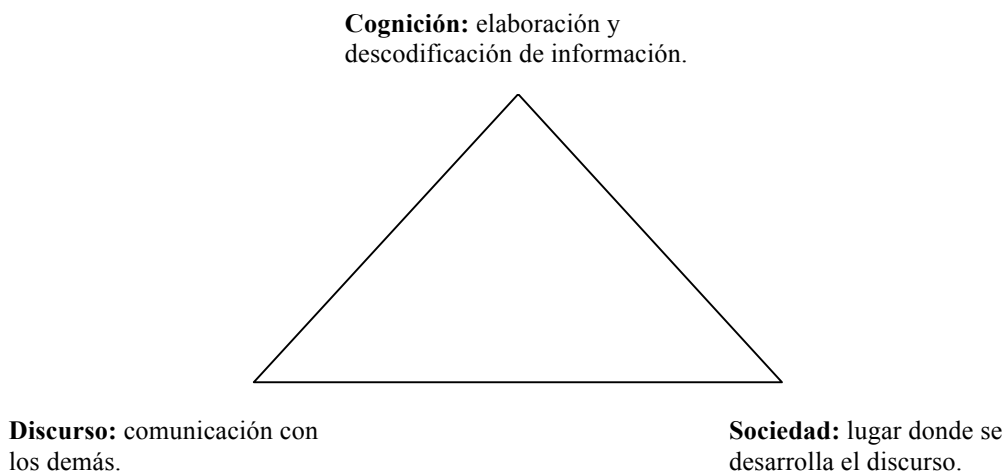 Cognición: elaboración y
descodificación de información.
Discurso: comunicación con
los demás.
Sociedad: lugar donde se
desarrolla el discurso.